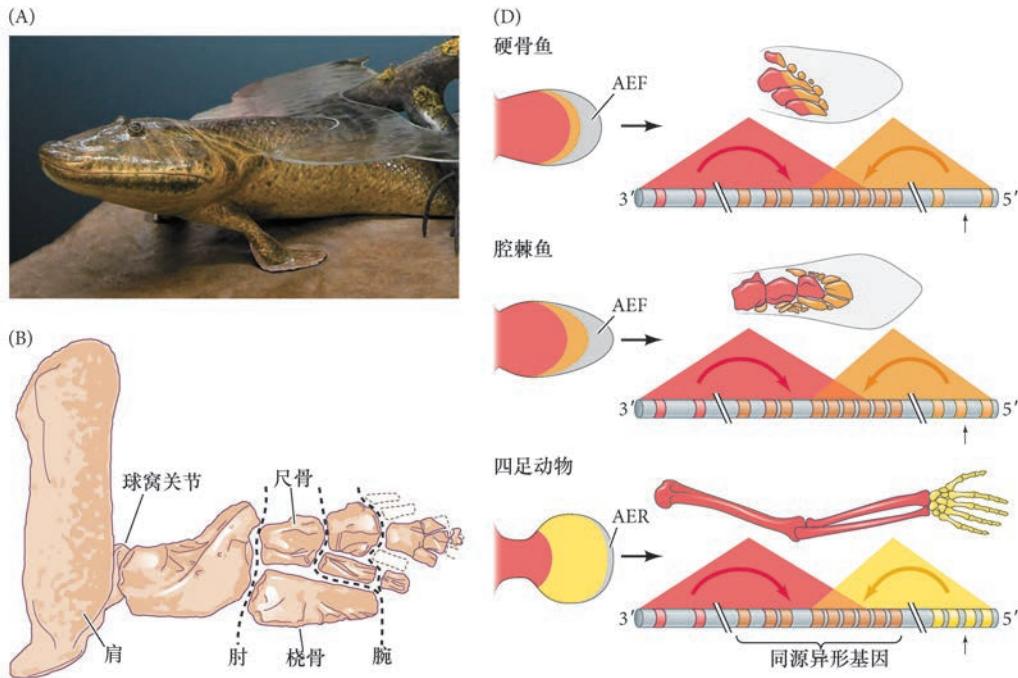 (A)
(B)
球窝关节
尺骨
肩
肘
桡骨
腕
(D)
硬骨鱼
AEF
3′
5′
腔棘鱼
AEF
3′
5′
四足动物
AER
3′
5′
同源异形基因